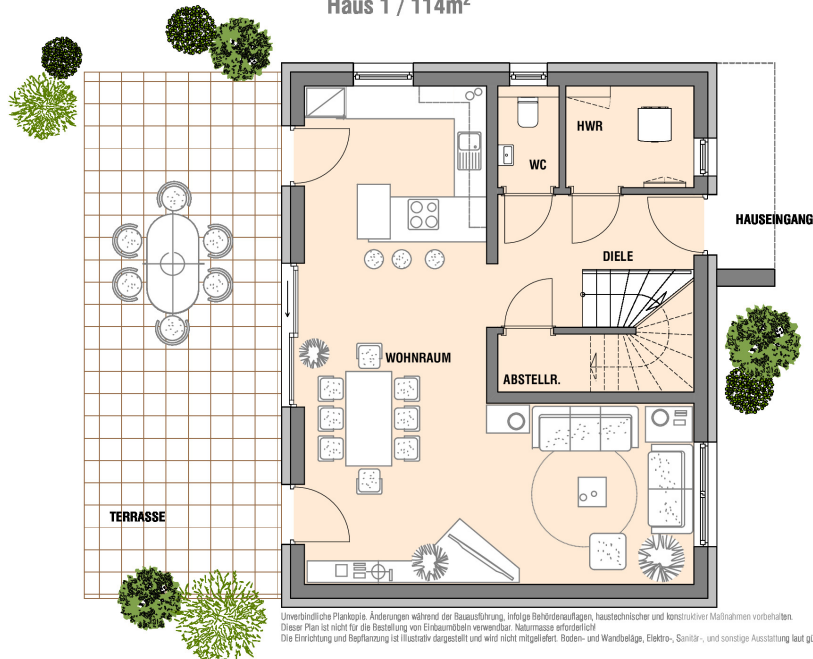 Haus 1 / 114m²
HWR
WC
HAUSEINGANG
DIELE
WOHNRAUM
ABSTELLR.
TERRASSE
Unverbindliche Plankopie. Änderungen während der Bauausführung, infolge Behördenauflagen, haustechnischer und konstruktiver Maßnahmen vorbehalten.
Dieser Plan ist nicht für die Bestellung von Einbaumöbeln verwendbar. Naturmasse erforderlich!
Die Einrichtung und Bepflanzung ist illustrativ dargestellt und wird nicht mitgeliefert. Boden- und Wandbeläge, Elektro-, Sanitär-, und sonstige Ausstattung laut